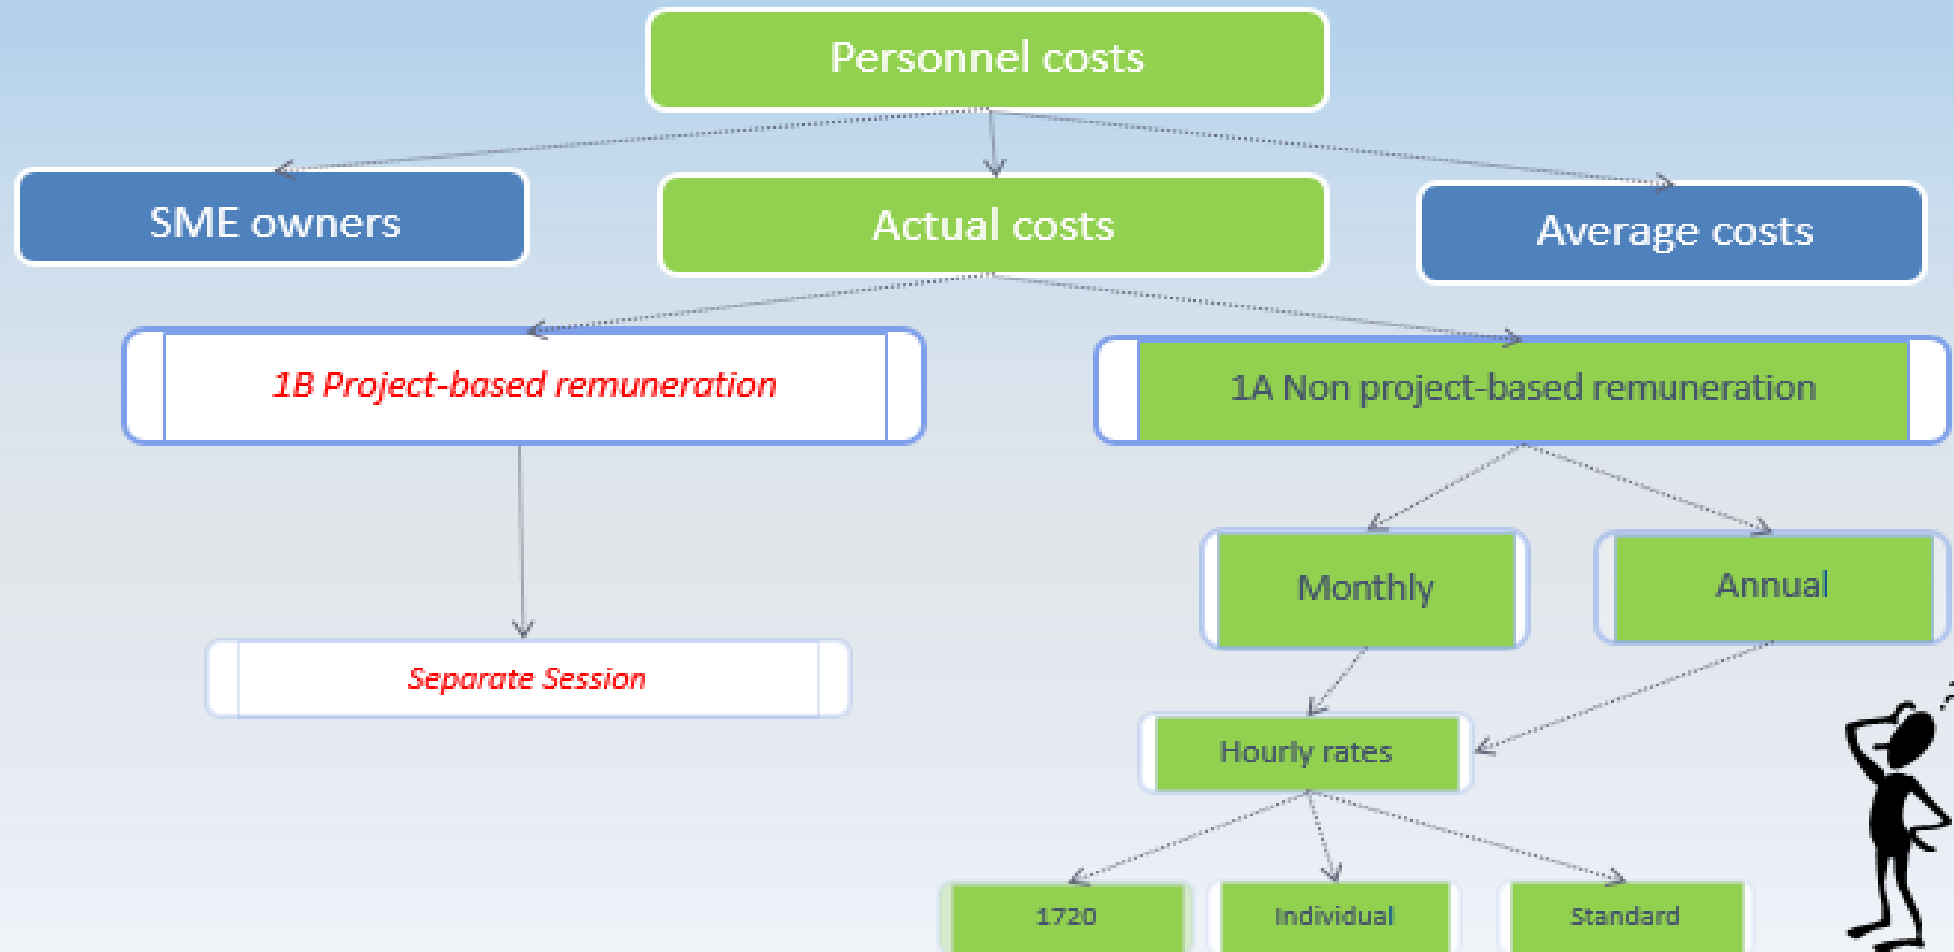 Personnel costs
SME owners
Actual costs
Average costs
1B Project-based remuneration
1A Non project-based remuneration
Monthly
Annual
Separate Session
Hourly rates
1720
Individual
Standard